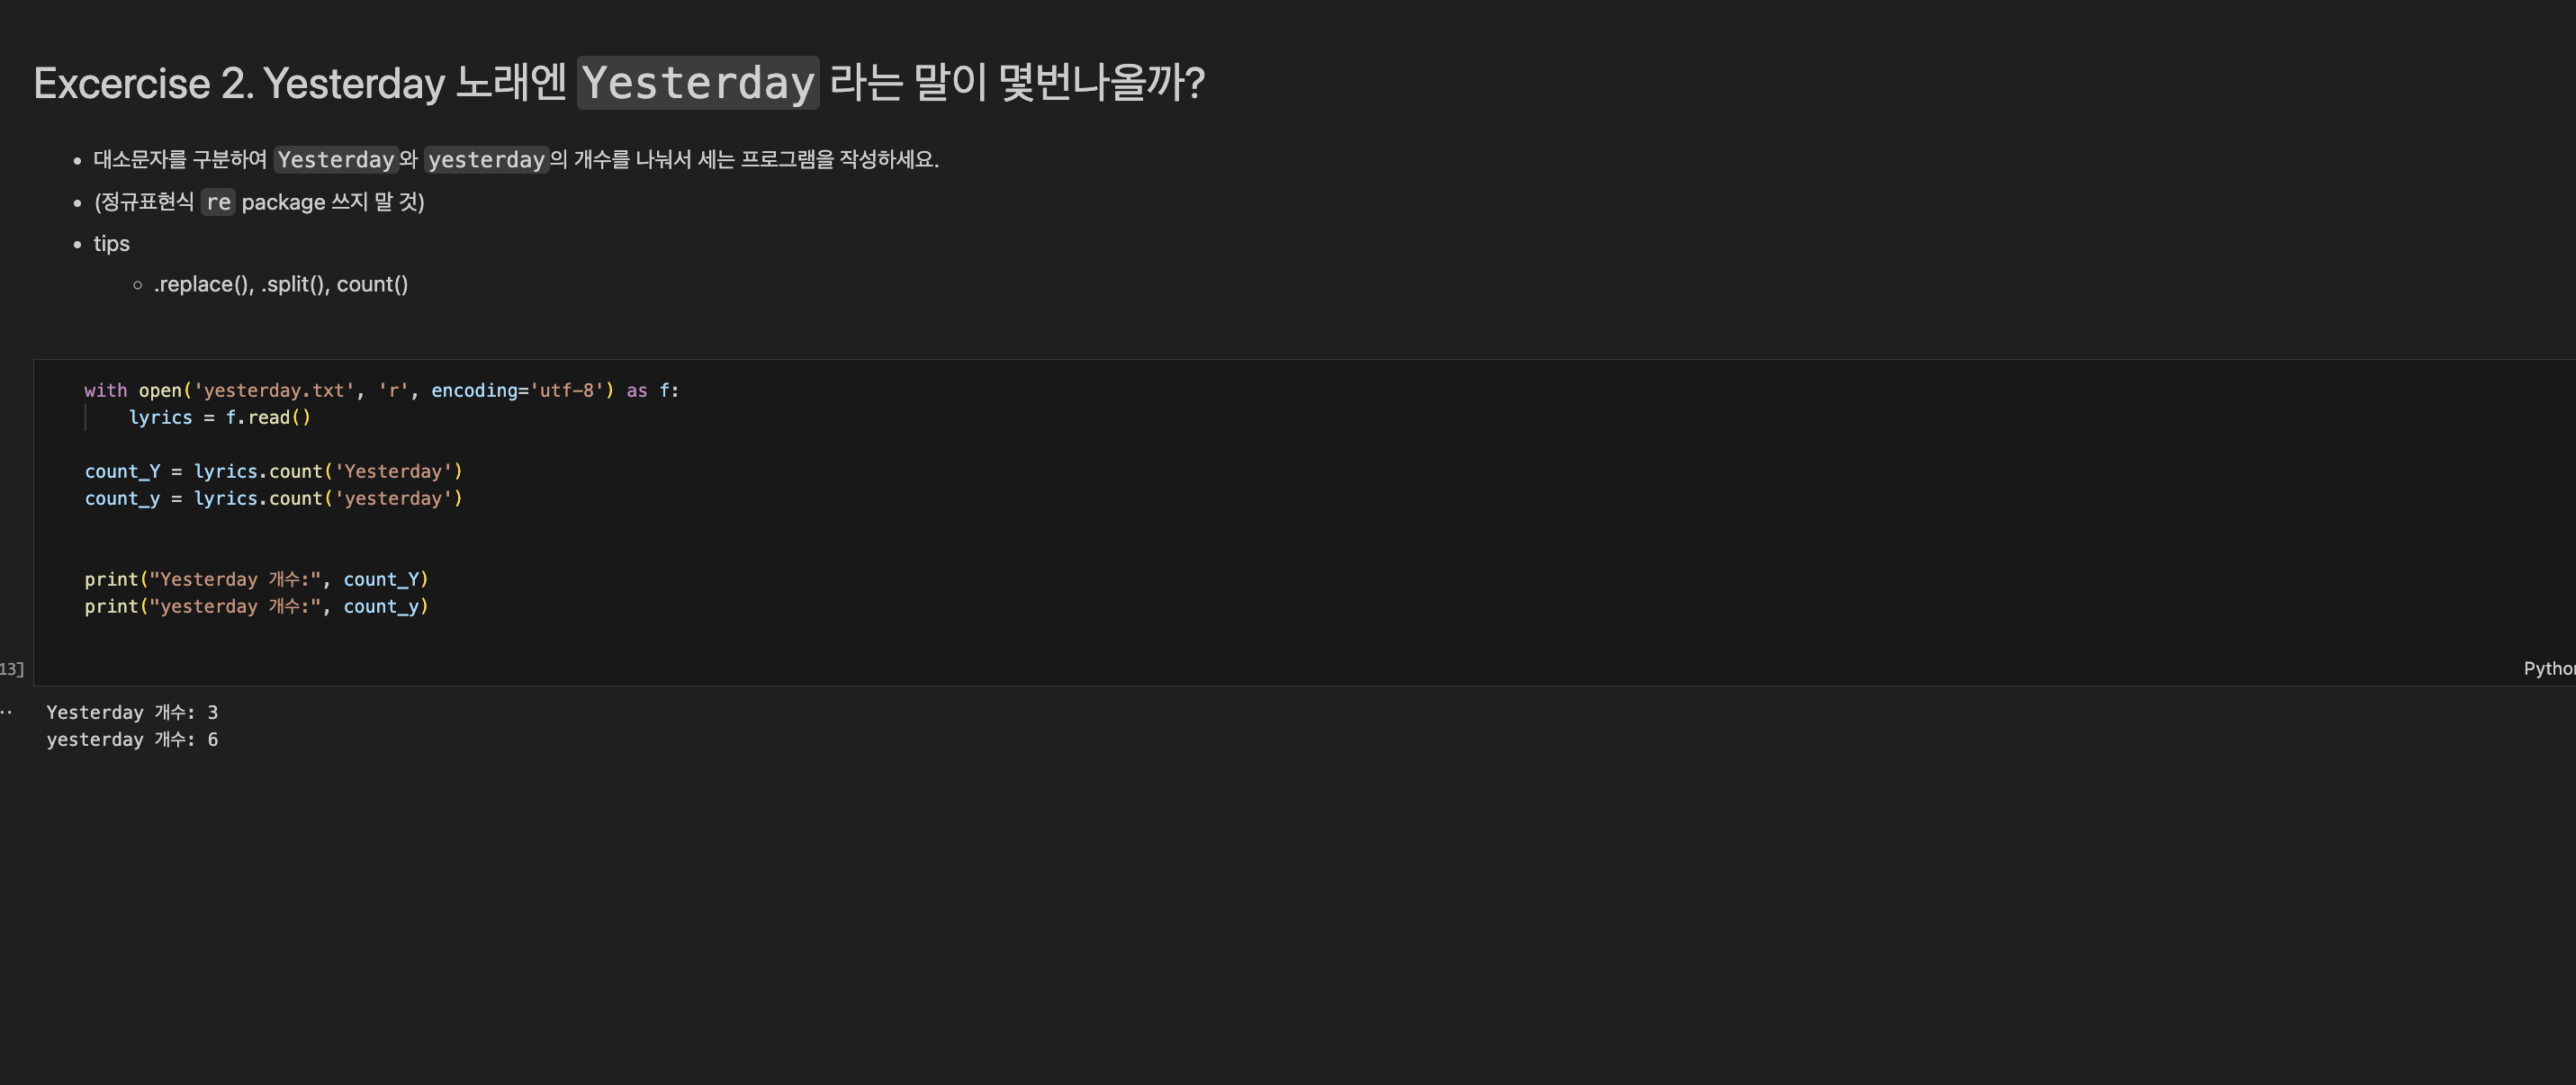 Excercise 2. Yesterday 노래엔 Yesterday 라는 말이 몇번나올까?
대소문자를 구분하여 Yesterday와 yesterday의 개수를 나눠서 세는 프로그램을 작성하세요.
(정규표현식 re package 쓰지 말 것)
tips
.replace(), .split(), count()
with open('yesterday.txt', 'r', encoding='utf-8') as f:
    lyrics = f.read()
count_Y = lyrics.count('Yesterday')
count_y = lyrics.count('yesterday')
print("Yesterday 개수:", count_Y)
print("yesterday 개수:", count_y)
13]
Python
Yesterday 개수: 3
yesterday 개수: 6